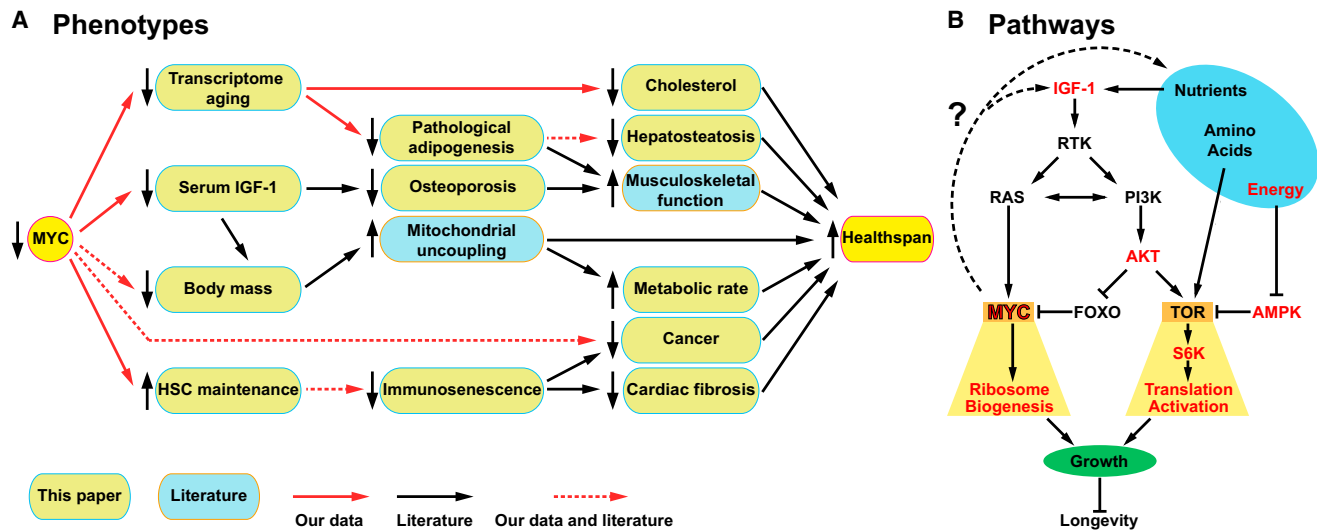 A Phenotypes
Transcriptome
aging
Cholesterol
Pathological
adipogenesis
Hepatosteatosis
Serum IGF-1
Osteoporosis
Musculoskeletal
function
MYC
Mitochondrial
uncoupling
Healthspan
Body mass
Metabolic rate
Cancer
HSC maintenance
Immunosenescence
Cardiac fibrosis
This paper
Literature
Our data
Literature
Our data and literature
B Pathways
?
IGF-1
Nutrients
Amino
Acids
Energy
RTK
RAS
PI3K
AKT
MYC
FOXO
TOR
AMPK
S6K
Ribosome
Biogenesis
Translation
Activation
Growth
Longevity